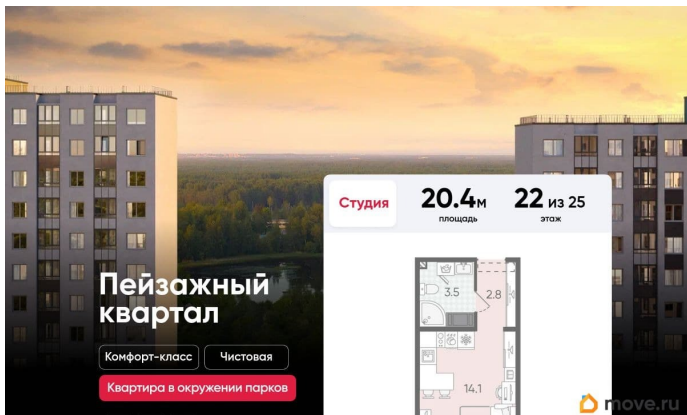 Студия
20.4м
площадь
22 из 25
этаж
3.5
2.8
14.1
Пейзажный
квартал
Комфорт-класс
Чистовая
Квартира в окружении парков
move.ru